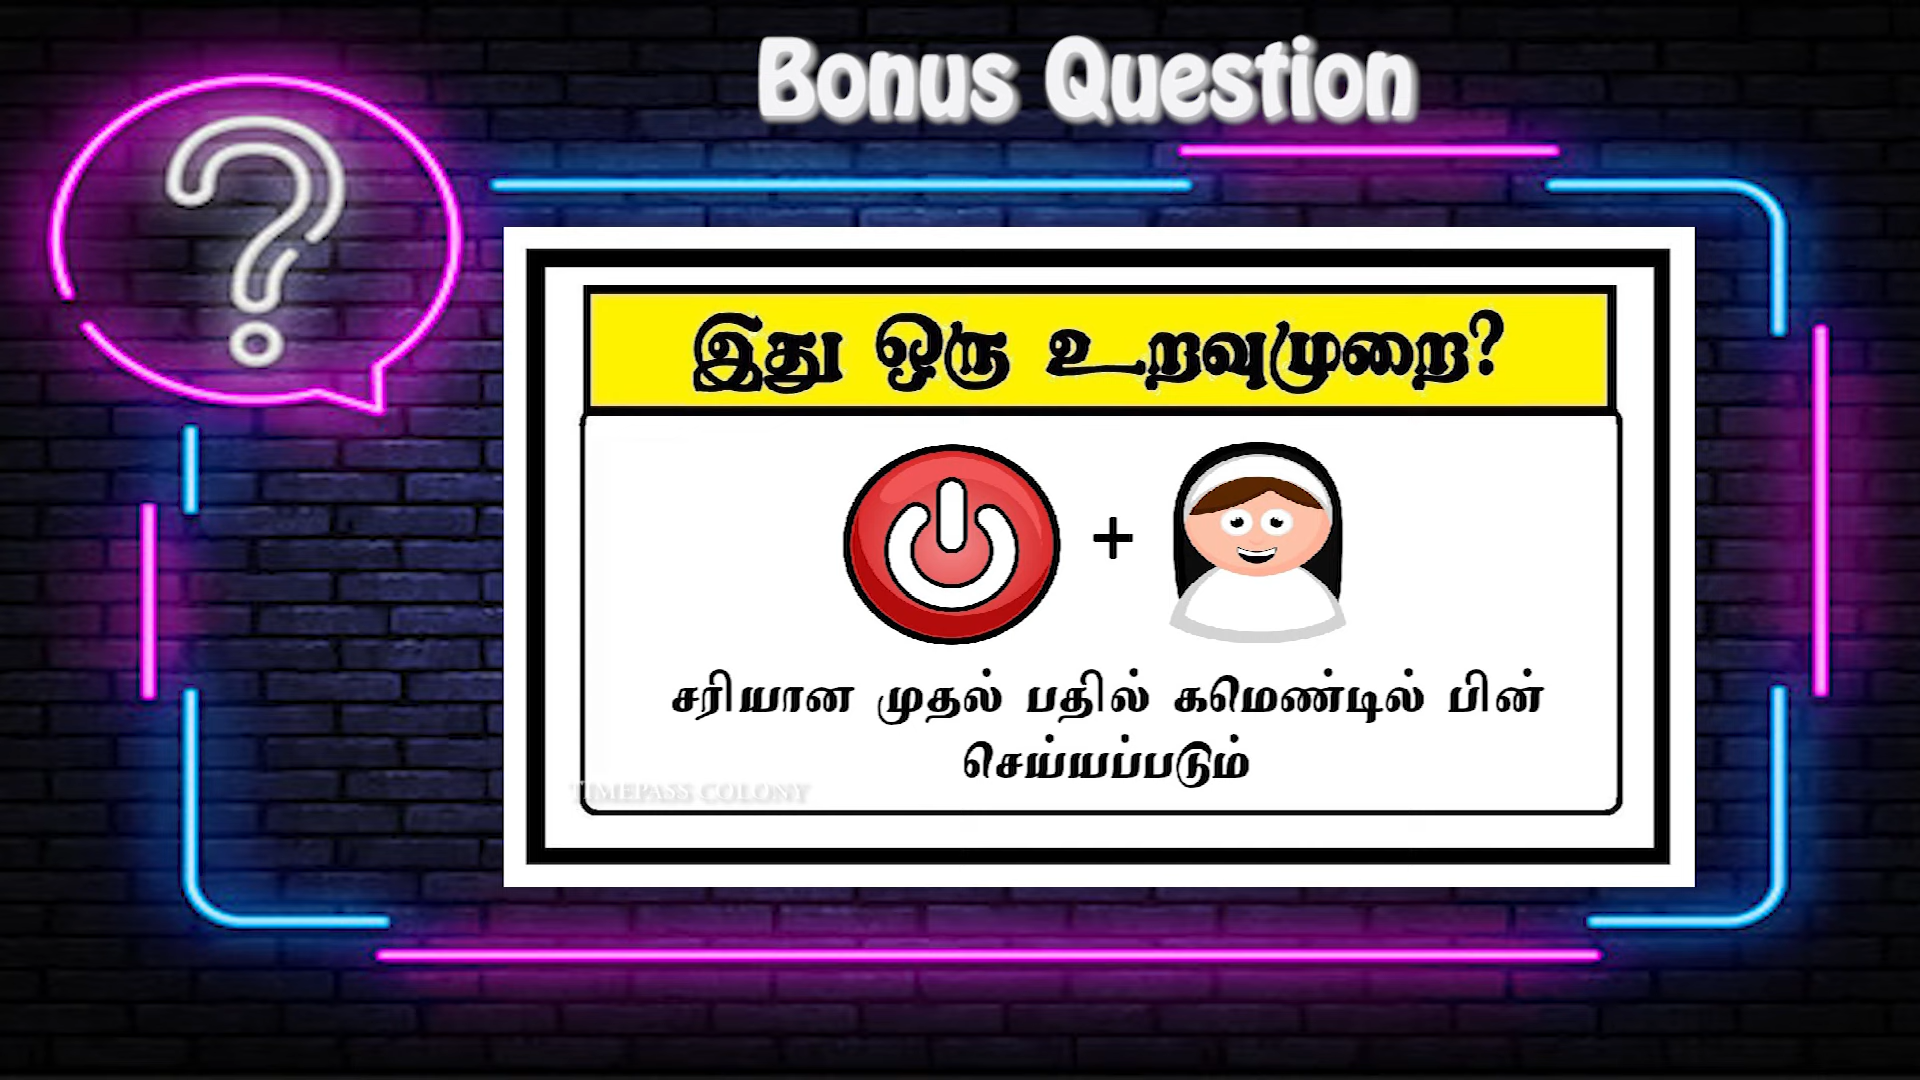 Bonus Question
இது ஒரு உறவுமுறை?
+
சரியான முதல் பதில் கமெண்டில் பின்
செய்யப்படும்
TIMEPASS COLONY